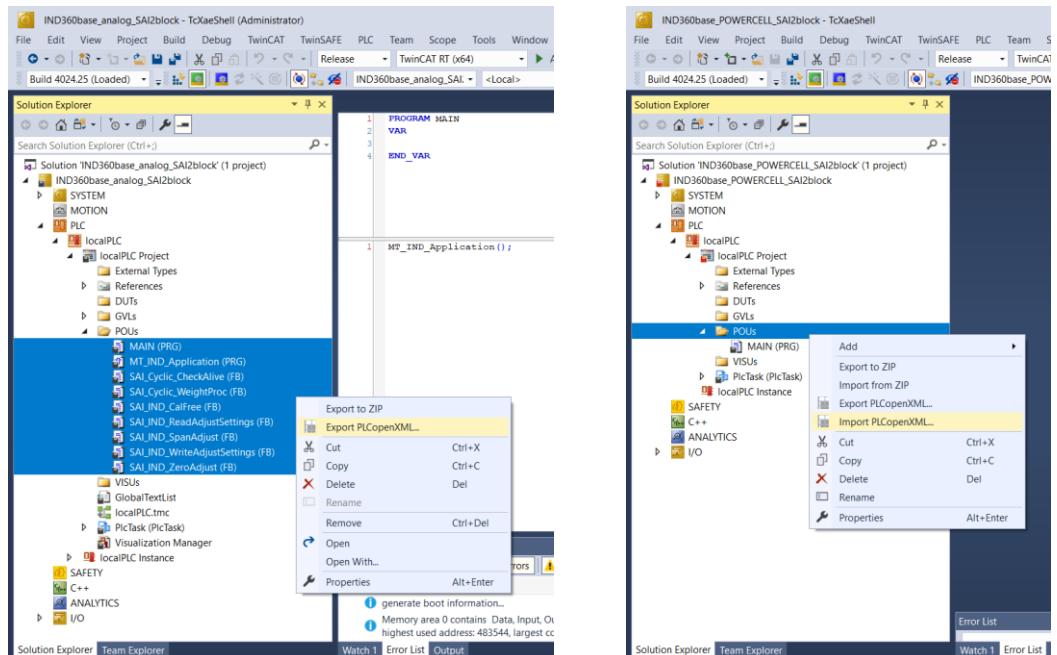 IND360base_analog_SAI2block - TcXaeShell (Administrator)
File Edit View Project Build Debug TwinCAT TwinSAFE PLC Team Scope Tools Window
Release TwinCAT RT (x64)
Build 4024.25 (Loaded) IND360base_analog_SAI. <Local>
Solution Explorer
Search Solution Explorer (Ctrl+;)
Solution 'IND360base_analog_SAI2block' (1 project)
IND360base_analog_SAI2block
SYSTEM
MOTION
PLC
localPLC
localPLC Project
External Types
References
DUTs
GVLs
POUs
MAIN (PRG)
MT_IND_Application (PRG)
SAI_Cyclic_CheckAlive (FB)
SAI_Cyclic_WeightProc (FB)
SAI_IND_CalFree (FB)
SAI_IND_ReadAdjustSettings (FB)
SAI_IND_SpanAdjust (FB)
SAI_IND_WriteAdjustSettings (FB)
SAI_IND_ZeroAdjust (FB)
VISUs
GlobalTextList
localPLC.tmc
PlcTask (PlcTask)
Visualization Manager
localPLC Instance
SAFETY
C++
ANALYTICS
I/O
Solution Explorer Team Explorer
1 PROGRAM MAIN
2 VAR
3
4 END_VAR
1 MT_IND_Application();
Export to ZIP
Export PLCopenXML...
Cut Ctrl+X
Copy Ctrl+C
Delete Del
Rename
Remove Ctrl+Del
Open
Open With...
Properties Alt+Enter
rrors
generate boot information...
Memory area 0 contains Data, Input, Ou
highest used address: 483544, largest co
Watch 1 Error List Output
IND360base_POWERCELL_SAI2block - TcXaeShell
File Edit View Project Build Debug TwinCAT TwinSAFE PLC Team S
Release TwinCAT
Build 4024.25 (Loaded) IND360base_POW
Solution Explorer
Search Solution Explorer (Ctrl+;)
Solution 'IND360base_POWERCELL_SAI2block' (1 project)
IND360base_POWERCELL_SAI2block
SYSTEM
MOTION
PLC
localPLC
localPLC Project
External Types
References
DUTs
GVLs
POUs
MAIN (PRG)
VISUs
PlcTask (PlcTask)
localPLC Instance
SAFETY
C++
ANALYTICS
I/O
Add
Export to ZIP
Import from ZIP
Export PLCopenXML...
Import PLCopenXML...
Cut Ctrl+X
Copy Ctrl+C
Delete Del
Rename
Properties Alt+Enter
Error List
Solution Explorer Team Explorer
Watch 1 Error List